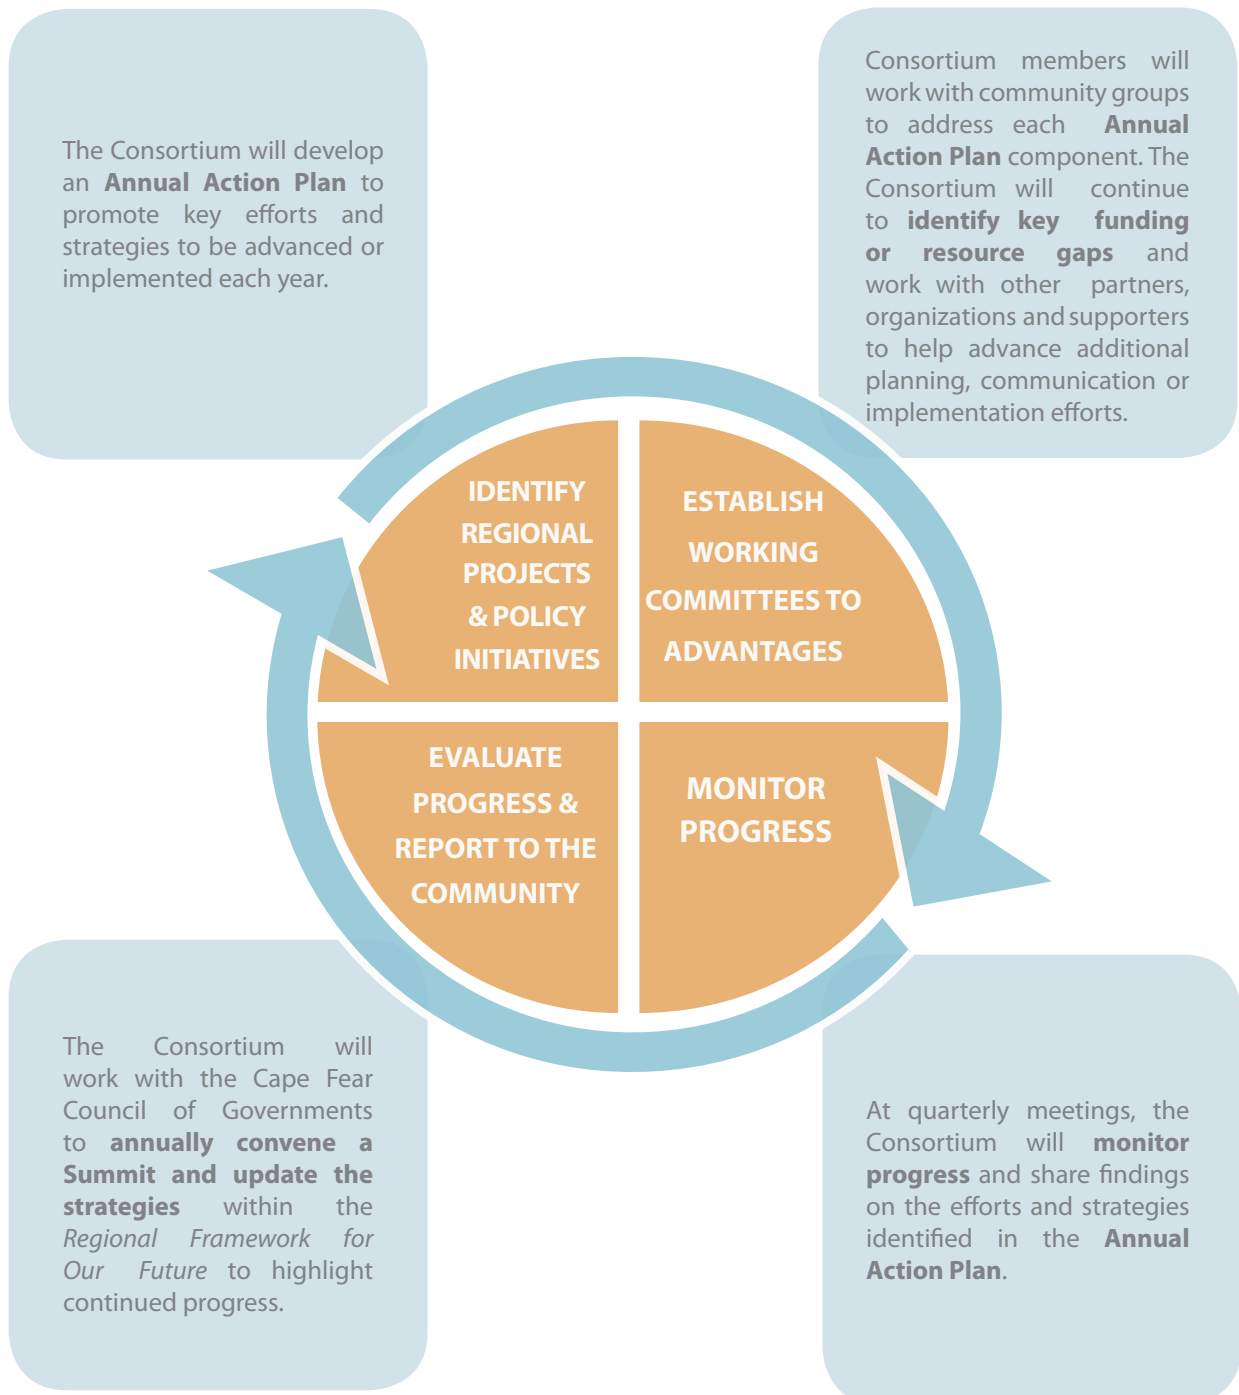 The Consortium will develop
an Annual Action Plan to
promote key efforts and
strategies to be advanced or
implemented each year.
Consortium members will
work with community groups
to address each Annual
Action Plan component. The
Consortium will continue
to identify key funding
or resource gaps and
work with other partners,
organizations and supporters
to help advance additional
planning, communication or
implementation efforts.
IDENTIFY
REGIONAL
PROJECTS
& POLICY
INITIATIVES
ESTABLISH
WORKING
COMMITTEES TO
ADVANTAGES
EVALUATE
PROGRESS &
REPORT TO THE
COMMUNITY
MONITOR
PROGRESS
The Consortium will
work with the Cape Fear
Council of Governments
to annually convene a
Summit and update the
strategies within the
Regional Framework for
Our Future to highlight
continued progress.
At quarterly meetings, the
Consortium will monitor
progress and share findings
on the efforts and strategies
identified in the Annual
Action Plan.